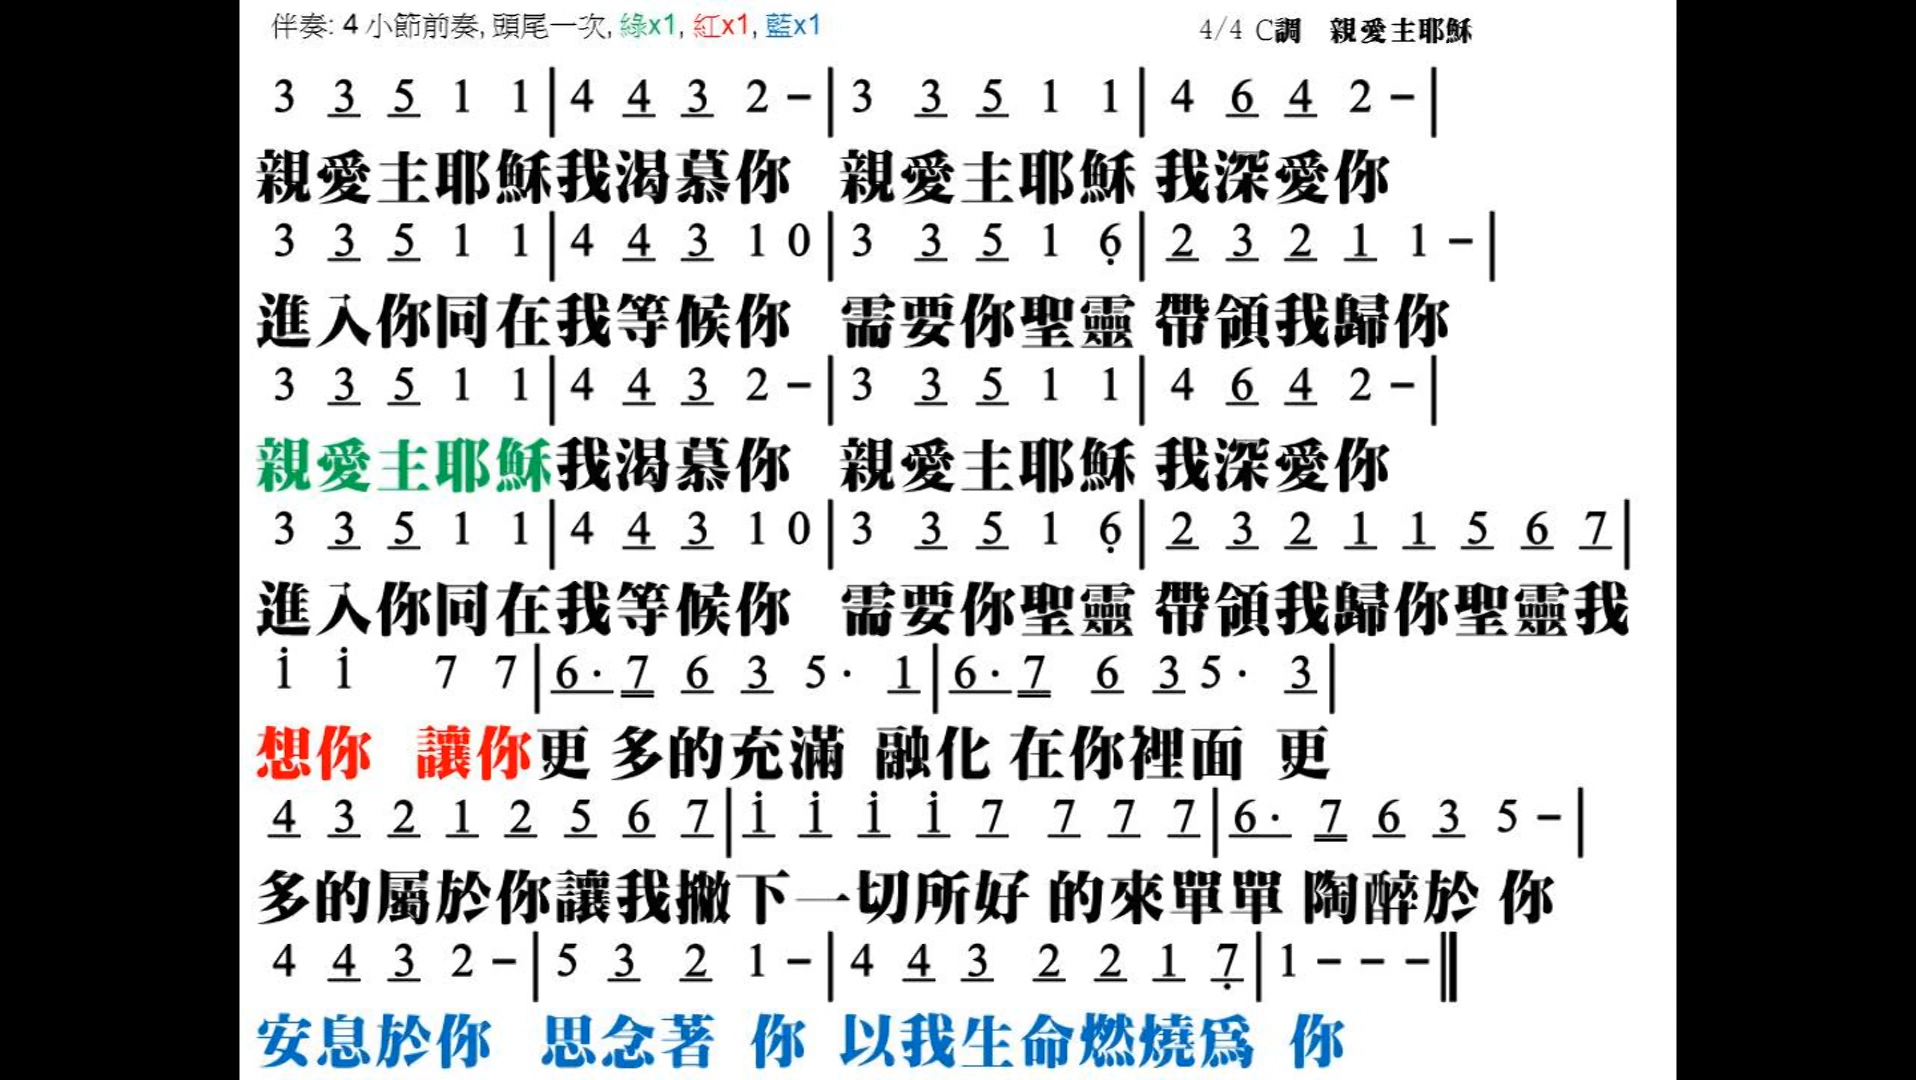 伴奏: 4 小節前奏, 頭尾一次, 綠x1, 紅x1, 藍x1 4/4 C調 親愛主耶穌
3 3 5 1 1|4 4 3 2 –|3 3 5 1 1|4 6 4 2 –|
親愛主耶穌我渴慕你 親愛主耶穌 我深愛你
3 3 5 1 1|4 4 3 1 0|3 3 5 1 6̣|2 3 2 1 1 –|
進入你同在我等候你 需要你聖靈 帶領我歸你
3 3 5 1 1|4 4 3 2 –|3 3 5 1 1|4 6 4 2 –|
親愛主耶穌我渴慕你 親愛主耶穌 我深愛你
3 3 5 1 1|4 4 3 1 0|3 3 5 1 6̣|2 3 2 1 1 5 6 7|
進入你同在我等候你 需要你聖靈 帶領我歸你聖靈我
1̇ 1̇ 7 7|6· 7 6 3 5· 1|6· 7 6 3 5· 3|
想你 讓你更 多的充滿 融化 在你裡面 更
4 3 2 1 2 5 6 7|1̇ 1̇ 1̇ 1̇ 7 7 7 7|6· 7 6 3 5 –|
多的屬於你讓我撇下一切所好 的來單單 陶醉於 你
4 4 3 2 –|5 3 2 1 –|4 4 3 2 2 1 7̣|1 – – –‖
安息於你 思念著 你 以我生命燃燒為 你